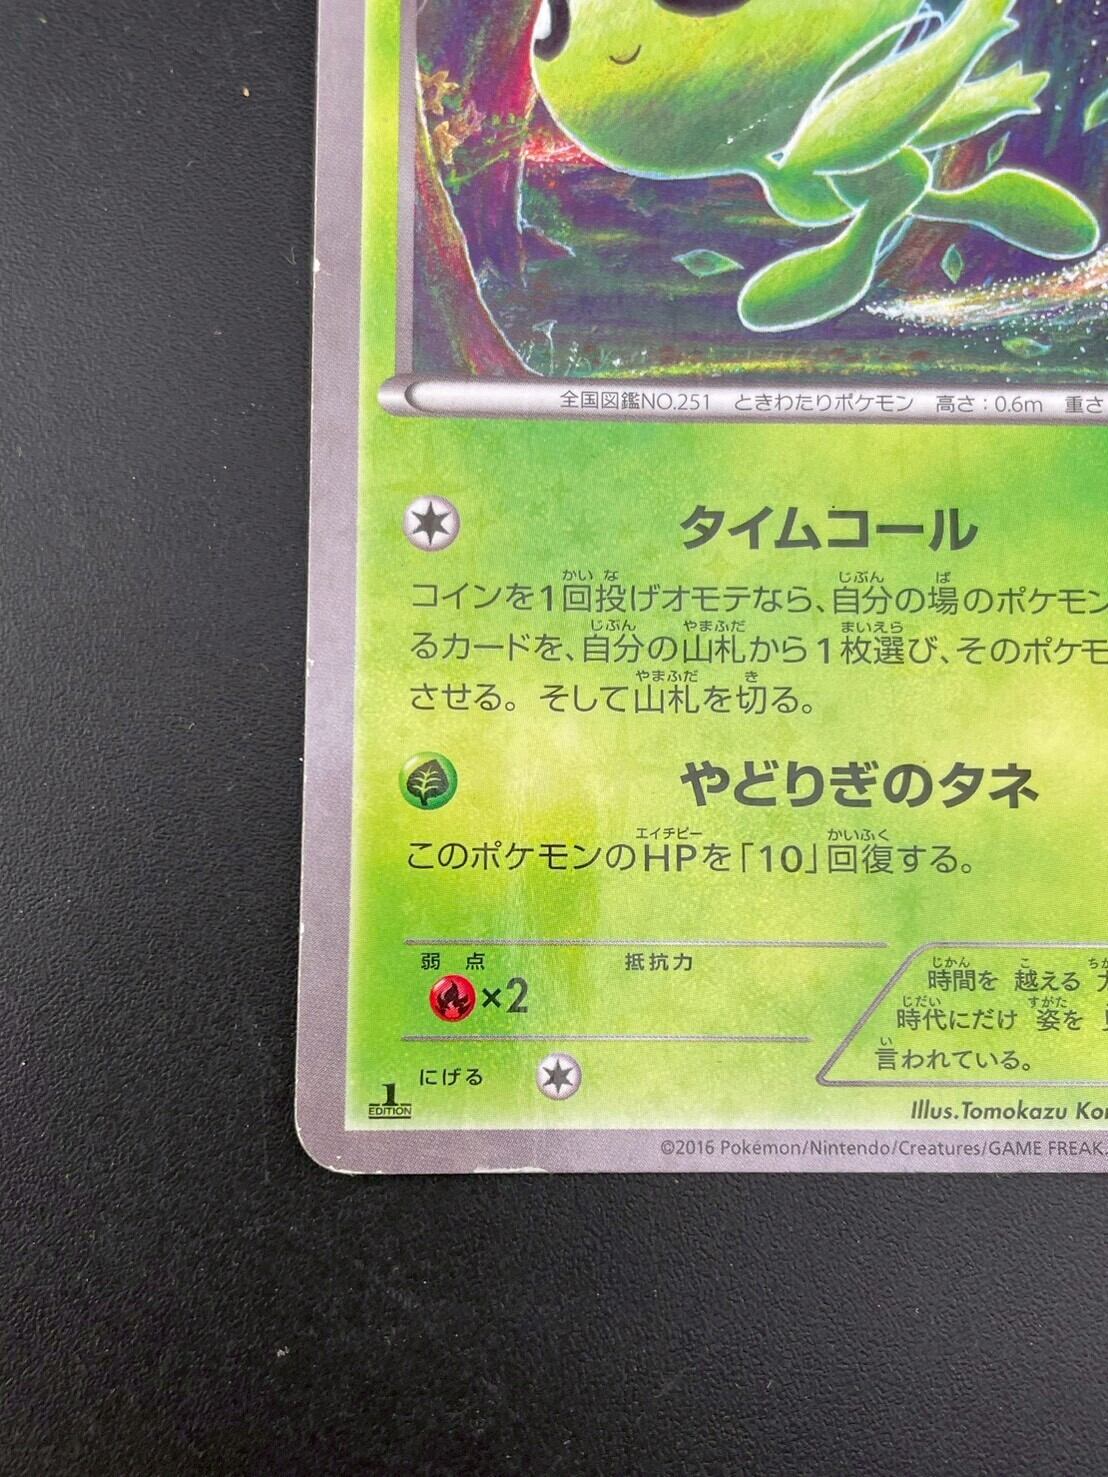 全国図鑑NO.251 ときわたりポケモン 高さ:0.6m 重さ
タイムコール
コインを1回投げオモテなら、自分の場のポケモン
るカードを、自分の山札から1枚選び、そのポケモ
させる。そして山札を切る。
やどりぎのタネ
このポケモンのHPを「10」回復する。
弱点 抵抗力
×2
時間を 越える
時代にだけ 姿を
言われている。
にげる
1 EDITION
Illus.Tomokazu Kor
©2016 Pokémon/Nintendo/Creatures/GAME FREAK.